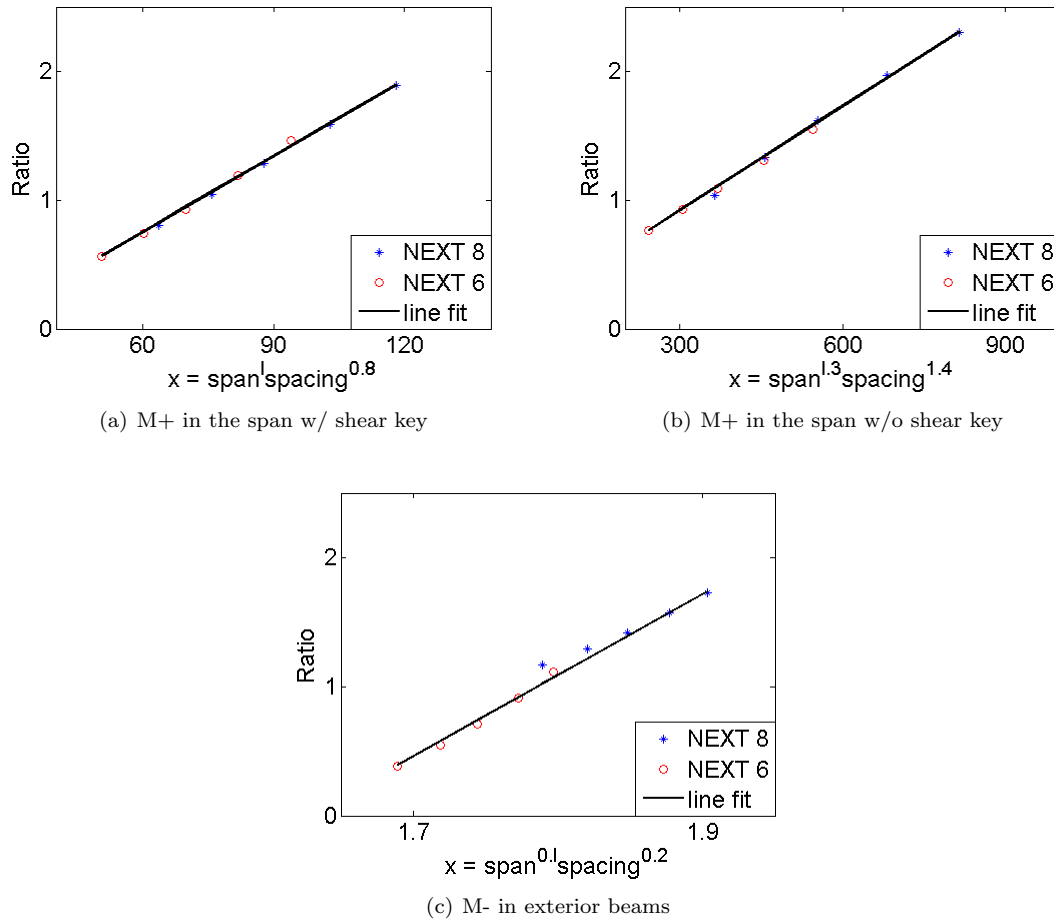 2
1
0
Ratio
NEXT 8
NEXT 6
line fit
60 90 120
x = span^l spacing^0.8
(a) M+ in the span w/ shear key
2
1
0
Ratio
NEXT 8
NEXT 6
line fit
300 600 900
x = span^l.3 spacing^1.4
(b) M+ in the span w/o shear key
2
1
0
Ratio
NEXT 8
NEXT 6
line fit
1.7 1.9
x = span^0.l spacing^0.2
(c) M- in exterior beams